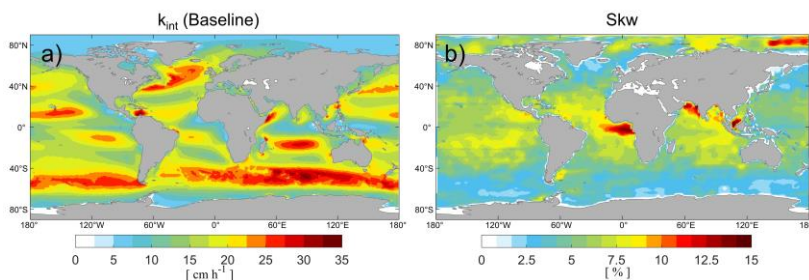 k_int (Baseline)
Skw
a)
b)
80°N
40°N
0°
40°S
80°S
180°
120°W
60°W
0°
60°E
120°E
180°
80°N
40°N
0°
40°S
80°S
180°
120°W
60°W
0°
60°E
120°E
180°
0 5 10 15 20 25 30 35
[ cm h⁻¹ ]
0 2.5 5 7.5 10 12.5 15
[ % ]